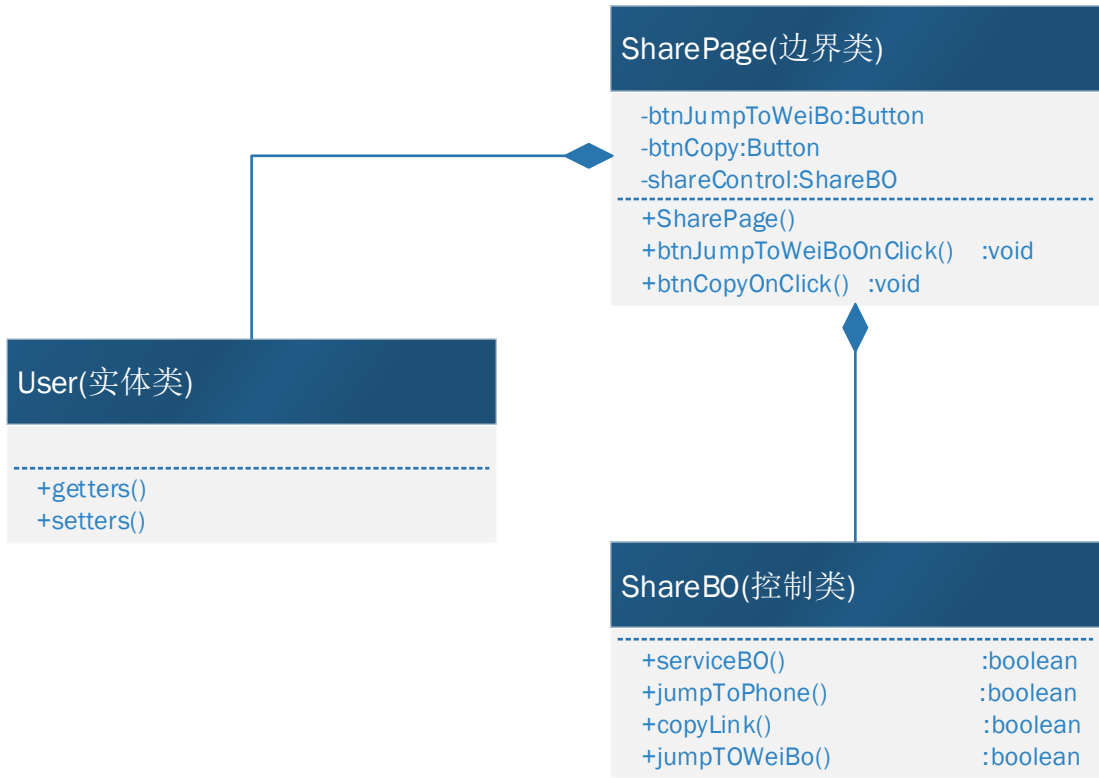 SharePage(边界类)
-btnJumpToWeiBo:Button
-btnCopy:Button
-shareControl:ShareBO
+SharePage()
+btnJumpToWeiBoOnClick() :void
+btnCopyOnClick() :void
User(实体类)
+getters()
+setters()
ShareBO(控制类)
+serviceBO() :boolean
+jumpToPhone() :boolean
+copyLink() :boolean
+jumpTOWeiBo() :boolean